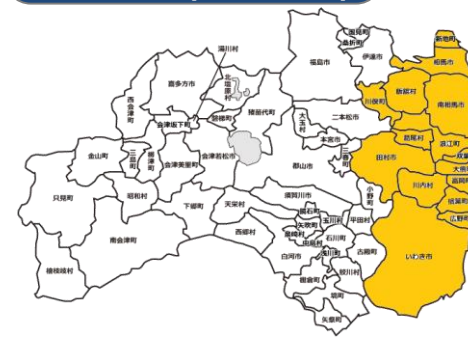 国見町
桑折町
新地町
湯川村
伊達市
相馬市
北塩原村
福島市
喜多方市
飯舘村
川俣町
南相馬市
西会津町
猪苗代町
磐梯町
大玉村
二本松市
会津坂下町
葛尾村
浪江町
本宮市
金山町
三島町
柳津町
会津美里町
会津若松市
三春町
田村市
郡山市
川内村
只見町
昭和村
小野町
下郷町
天栄村
須賀川市
鏡石町
玉川村
平田村
広野町
南会津町
西郷村
矢吹町
石川町
浅川町
古殿町
いわき市
白河市
檜枝岐村
棚倉町
鮫川村
塙町
矢祭町